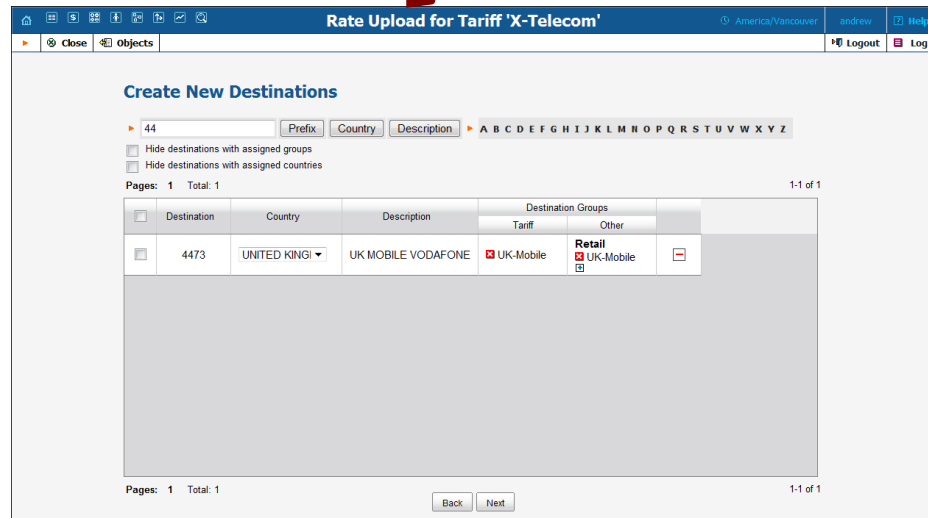 Rate Upload for Tariff 'X-Telecom'
America/Vancouver
andrew
Help
Close
Objects
Logout
Log
Create New Destinations
44
Prefix Country Description
A B C D E F G H I J K L M N O P Q R S T U V W X Y Z
Hide destinations with assigned groups
Hide destinations with assigned countries
Pages: 1 Total: 1
1-1 of 1
Destination Country Description Destination Groups
Tariff Other
4473 UNITED KING UK MOBILE VODAFONE UK-Mobile
Retail
UK-Mobile
Pages: 1 Total: 1
1-1 of 1
Back Next